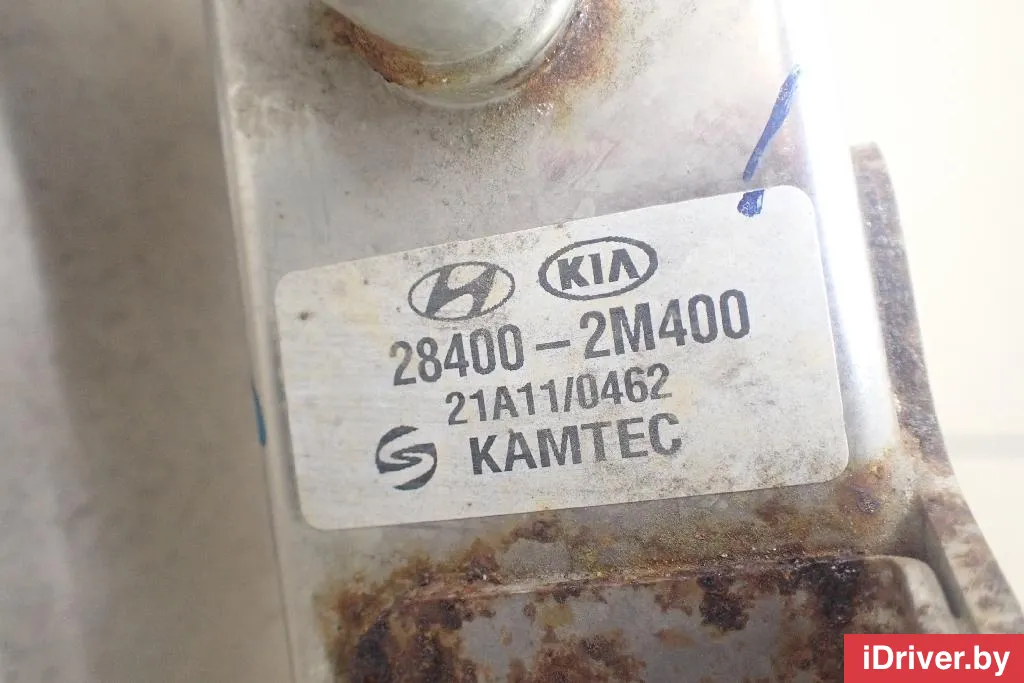 KIA
28400-2M400
21A11/0462
KAMTEC
iDriver.by